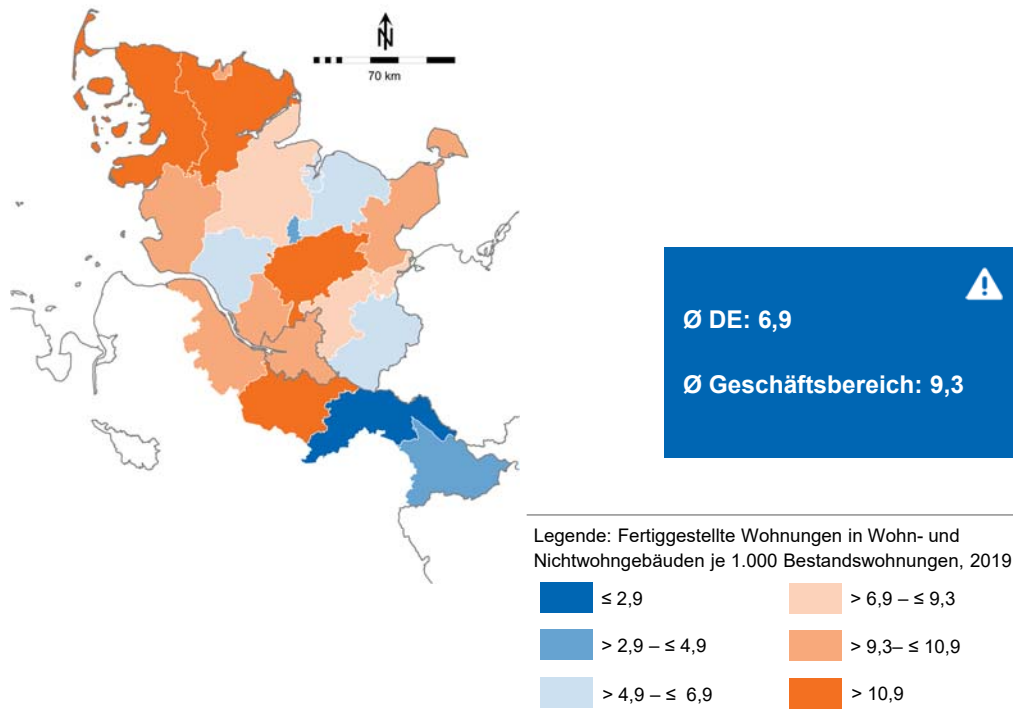 N
70 km
Ø DE: 6,9
Ø Geschäftsbereich: 9,3
Legende: Fertiggestellte Wohnungen in Wohn- und
Nichtwohngebäuden je 1.000 Bestandswohnungen, 2019
≤ 2,9
> 6,9 – ≤ 9,3
> 2,9 – ≤ 4,9
> 9,3– ≤ 10,9
> 4,9 – ≤  6,9
> 10,9